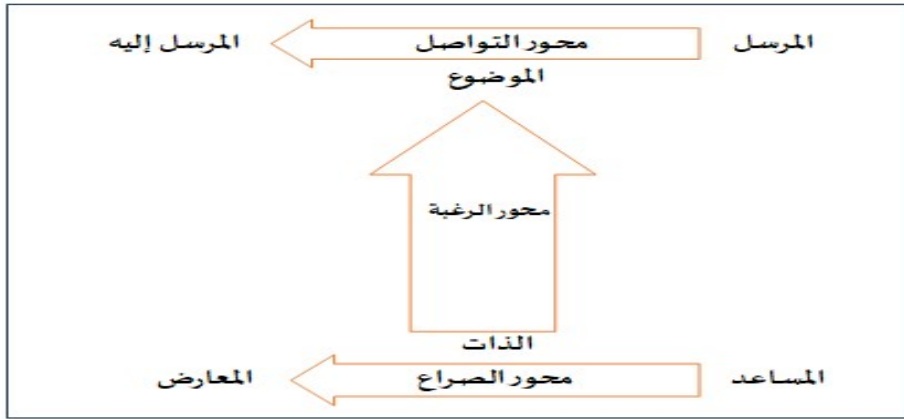 المرسل محور التواصل المرسل إليه
الموضوع
محور الرغبة
الذات
المساعد محور الصراع المعارض